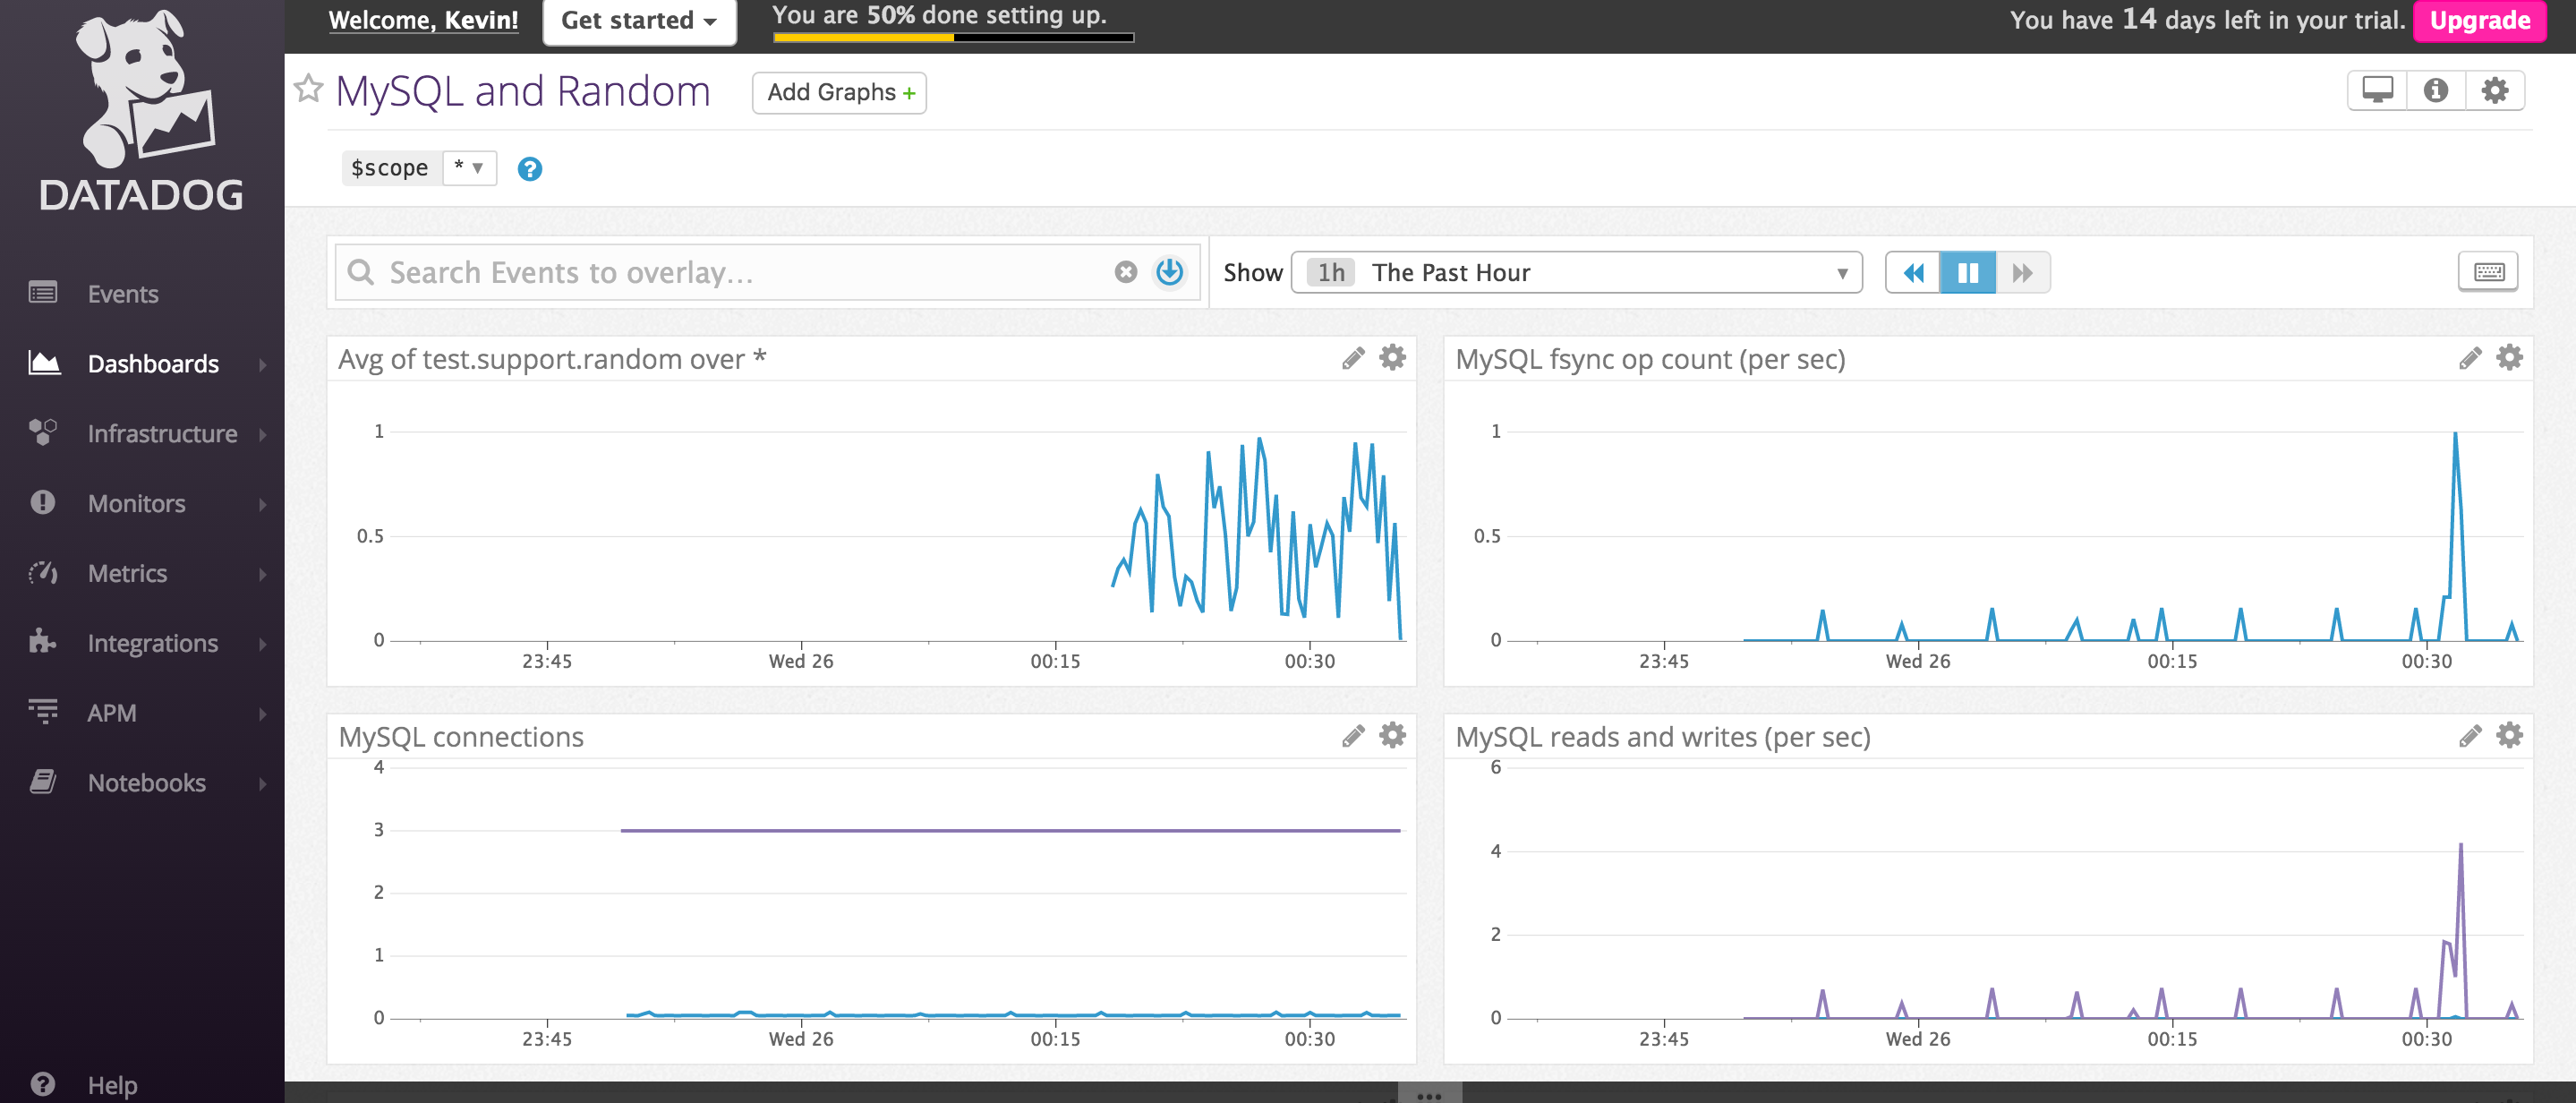 Welcome, Kevin!
Get started
You are 50% done setting up.
You have 14 days left in your trial.
Upgrade
DATADOG
MySQL and Random
Add Graphs +
$scope
*
?
Events
Dashboards
Infrastructure
Monitors
Metrics
Integrations
APM
Notebooks
Help
Search Events to overlay...
Show
1h The Past Hour
Avg of test.support.random over *
1
0.5
0
23:45 Wed 26 00:15 00:30
MySQL fsync op count (per sec)
1
0.5
0
23:45 Wed 26 00:15 00:30
MySQL connections
4
3
2
1
0
23:45 Wed 26 00:15 00:30
MySQL reads and writes (per sec)
6
4
2
0
23:45 Wed 26 00:15 00:30